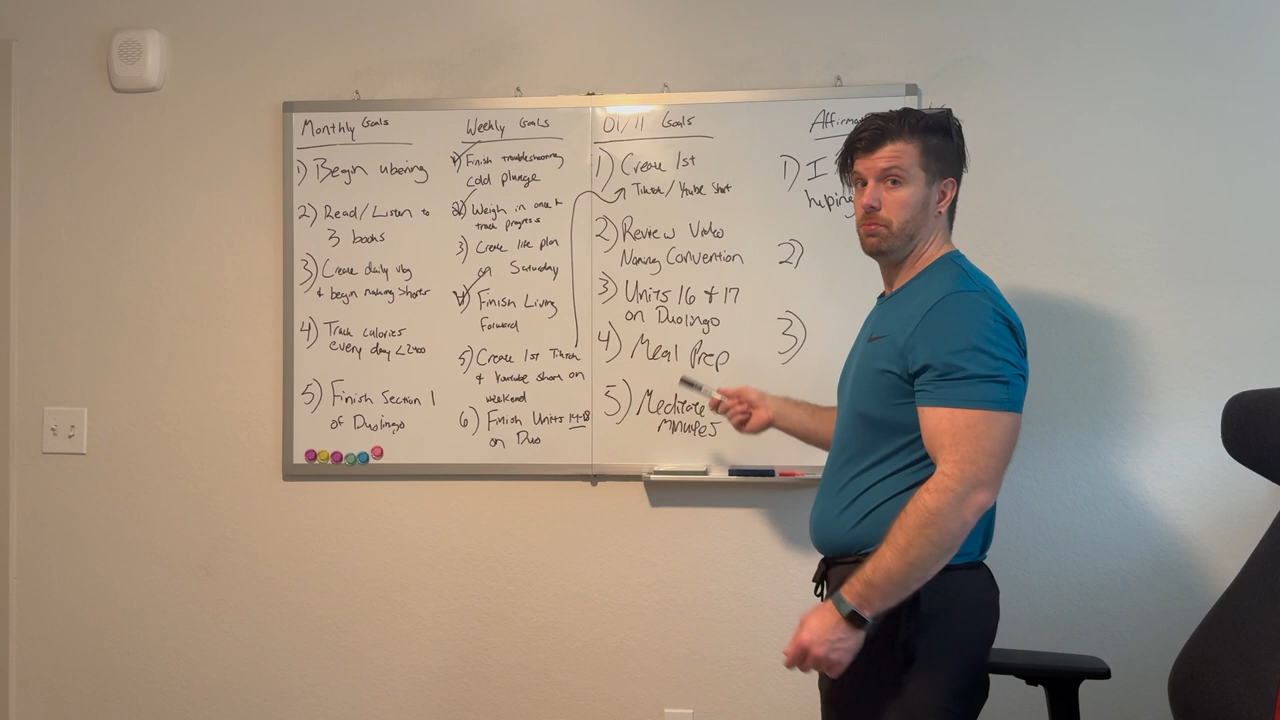 Monthly Goals
1) Begin ubering
2) Read/Listen to
3 books
3) Create daily vlog
+ begin making shorts
4) Track calories
every day <2400
5) Finish Section 1
of Duolingo
Weekly Goals
1) Finish troubleshooting
cold plunge
2) Weigh in once +
track progress
3) Create life plan
on Saturday
4) Finish Living
Forward
5) Create 1st Tiktok
+ Youtube short on
weekend
6) Finish Units 14-18
on Duo
01/11 Goals
1) Create 1st
Tiktok/Ytube Short
2) Review Video
Naming Convention
3) Units 16 + 17
on Duolingo
4) Meal Prep
5) Meditate
minutes
Affirmat
1) I
2)
3)